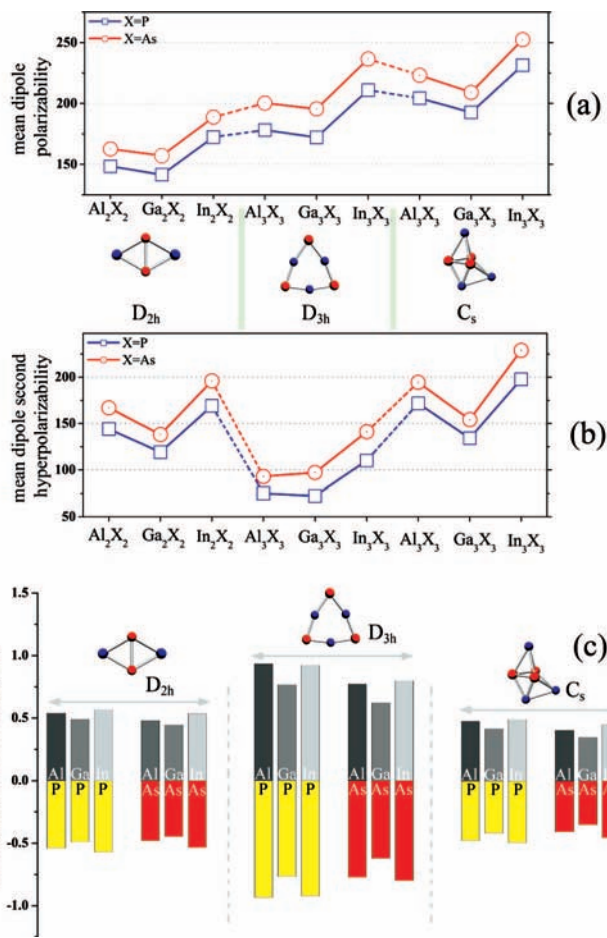 X=P
X=As
250
200
150
mean dipole
polarizability
(a)
Al₂X₂ Ga₂X₂ In₂X₂ Al₃X₃ Ga₃X₃ In₃X₃ Al₃X₃ Ga₃X₃ In₃X₃
D₂ₕ D₃ₕ Cₛ
X=P
X=As
200
150
100
50
mean dipole second
hyperpolarizability
(b)
Al₂X₂ Ga₂X₂ In₂X₂ Al₃X₃ Ga₃X₃ In₃X₃ Al₃X₃ Ga₃X₃ In₃X₃
1.5
1.0
0.5
0.0
-0.5
-1.0
(c)
D₂ₕ D₃ₕ Cₛ
Al Ga In Al Ga In Al Ga In Al Ga In Al Ga In Al Ga In
P P P As As As P P P As As As P P P As As As